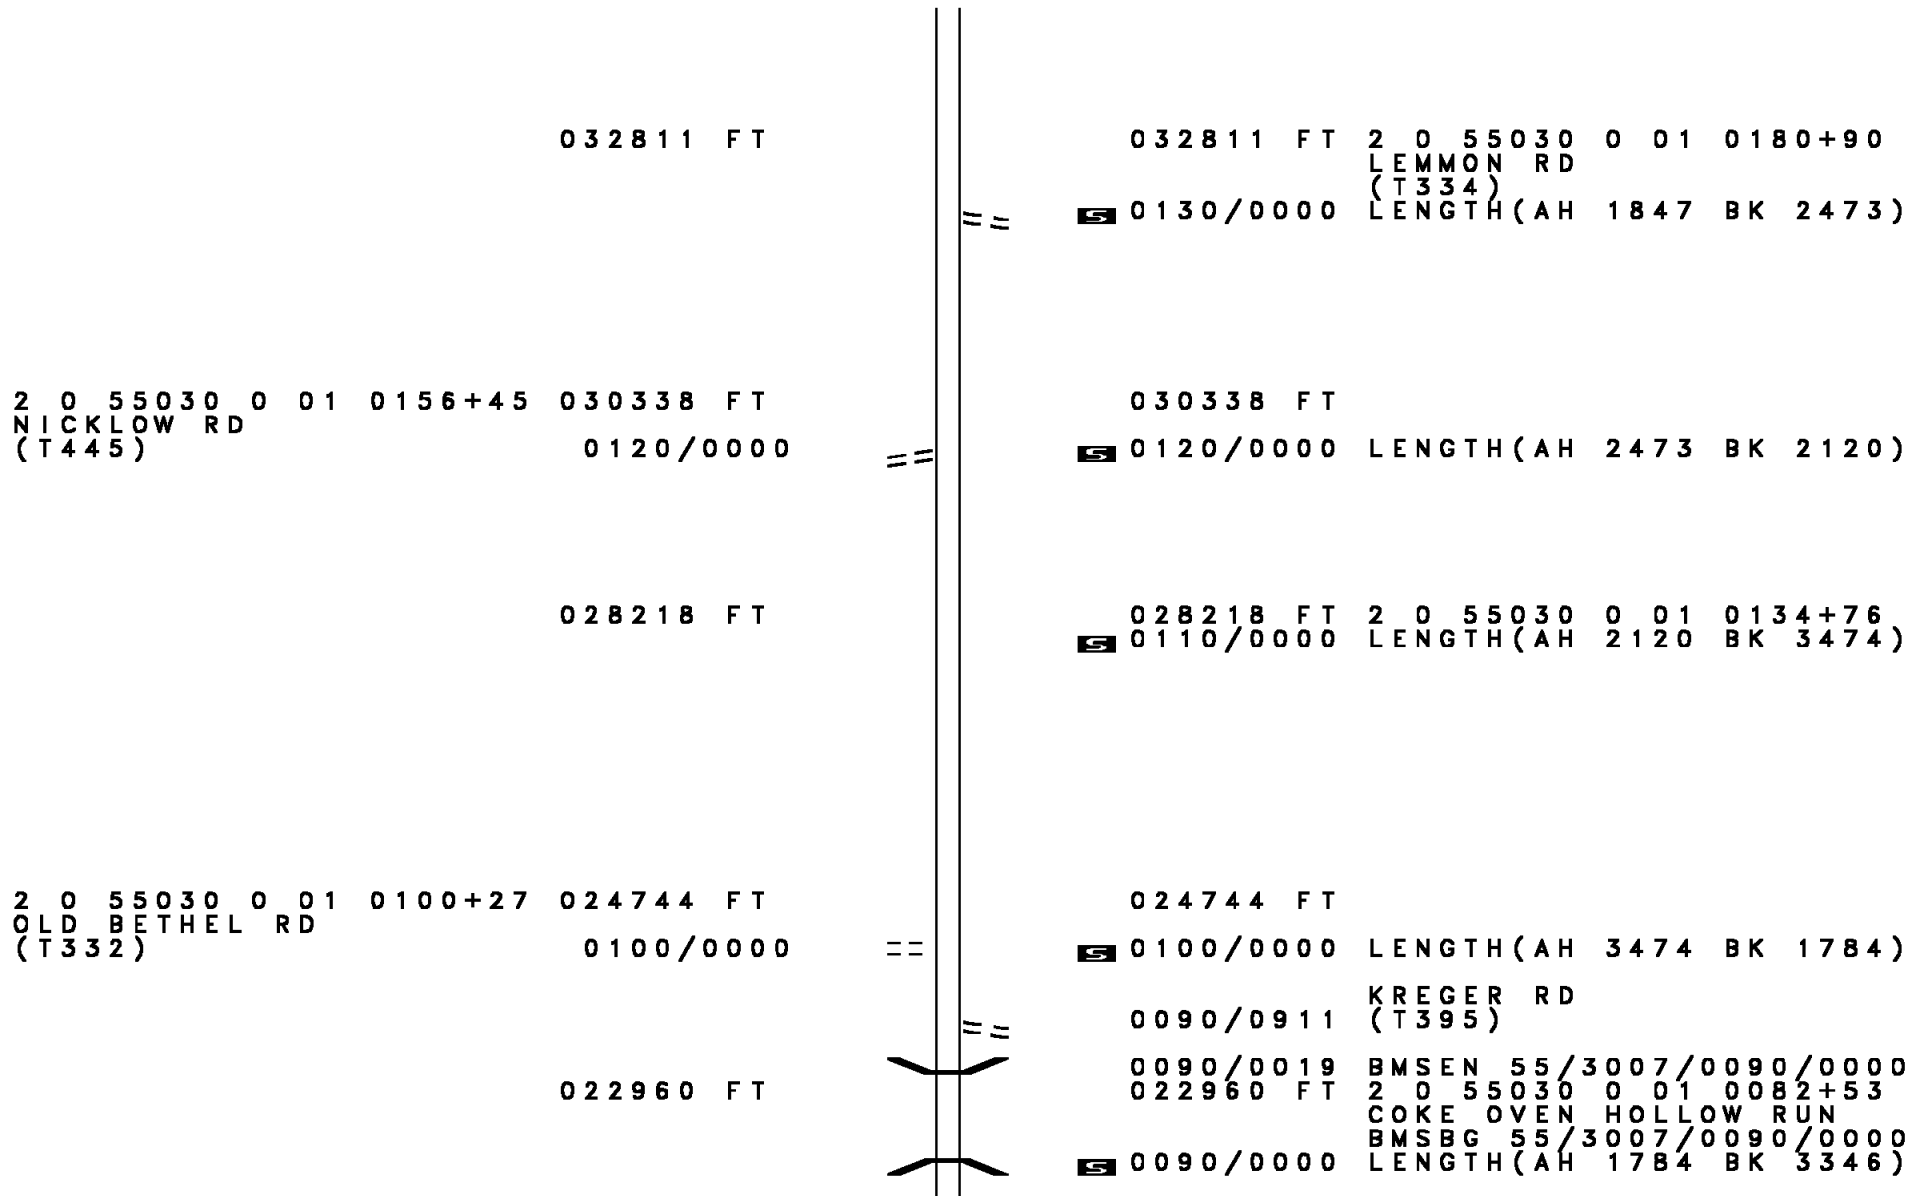 032811 FT 032811 FT 2 0 55030 0 01 0180+90
LEMMON RD
(T334)
S 0130/0000 LENGTH(AH 1847 BK 2473)
2 0 55030 0 01 0156+45 030338 FT 030338 FT
NICKLOW RD
(T445) 0120/0000 S 0120/0000 LENGTH(AH 2473 BK 2120)
028218 FT 028218 FT 2 0 55030 0 01 0134+76
S 0110/0000 LENGTH(AH 2120 BK 3474)
2 0 55030 0 01 0100+27 024744 FT 024744 FT
OLD BETHEL RD
(T332) 0100/0000 S 0100/0000 LENGTH(AH 3474 BK 1784)
KREGER RD
0090/0911 (T395)
0090/0019 BMSEN 55/3007/0090/0000
022960 FT 022960 FT 2 0 55030 0 01 0082+53
COKE OVEN HOLLOW RUN
BMSBG 55/3007/0090/0000
S 0090/0000 LENGTH(AH 1784 BK 3346)